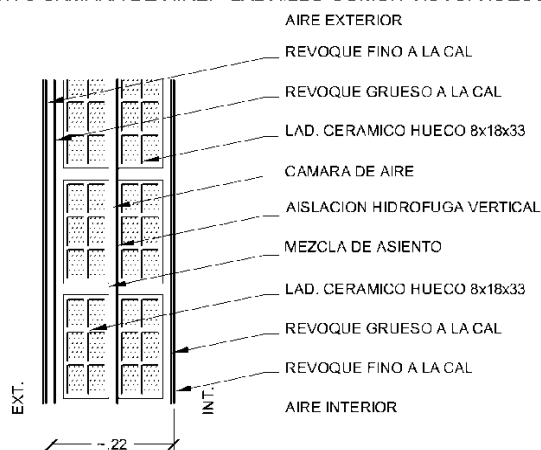 AIRE EXTERIOR
REVOQUE FINO A LA CAL
REVOQUE GRUESO A LA CAL
LAD. CERAMICO HUECO 8x18x33
CAMARA DE AIRE
AISLACION HIDROFUGA VERTICAL
MEZCLA DE ASIENTO
LAD. CERAMICO HUECO 8x18x33
REVOQUE GRUESO A LA CAL
REVOQUE FINO A LA CAL
AIRE INTERIOR
EXT.
INT.
~.22